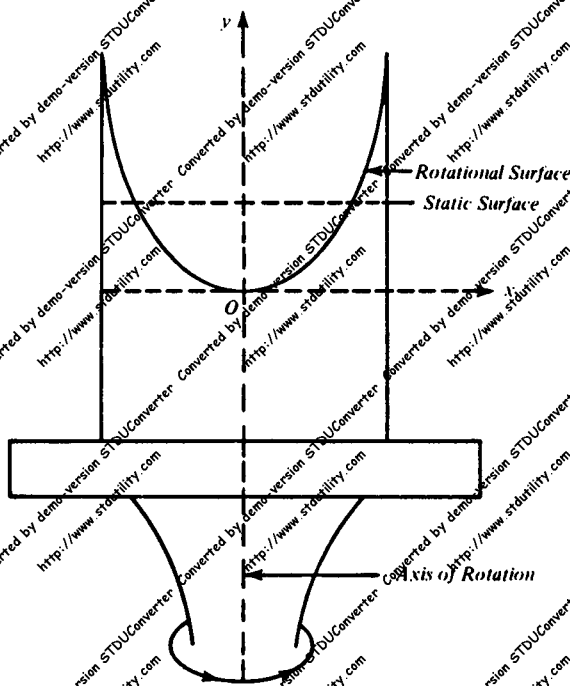 y
Rotational Surface
Static Surface
x
O
Axis of Rotation
Converted by demo-version STDUConverter
http://www.stdutility.com